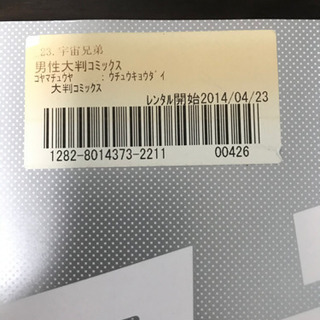 23.宇宙兄弟
男性大判コミックス
コヤマチュウヤ : ウチュウキョウダイ
大判コミックス
レンタル開始2014/04/23
1282-8014373-2211 00426